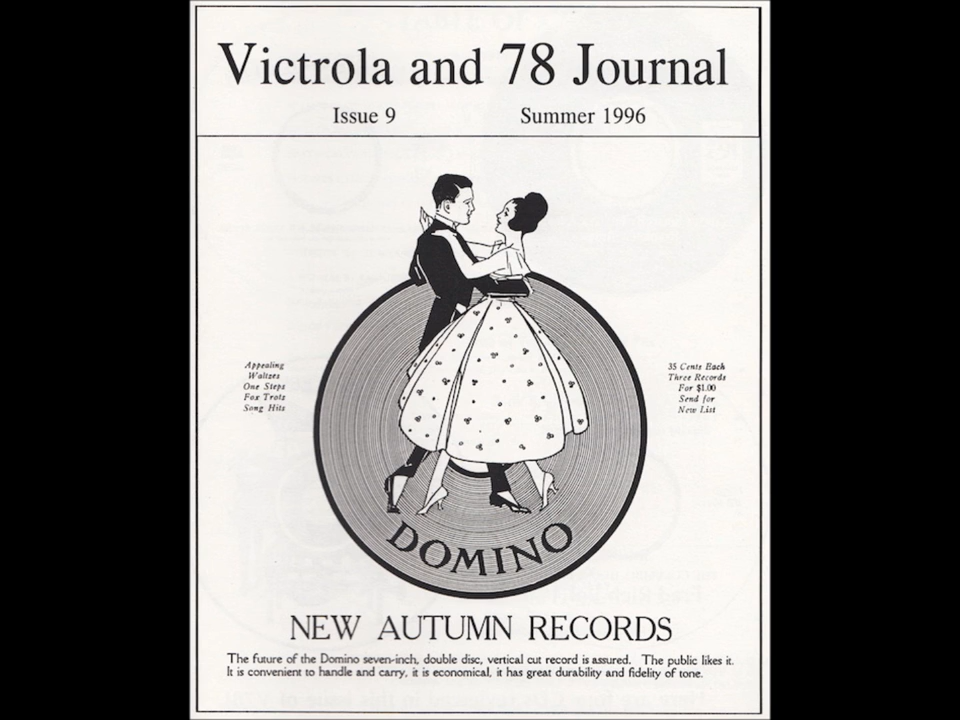 Victrola and 78 Journal
Issue 9 Summer 1996
Appealing
Waltzes
One Steps
Fox Trots
Song Hits
35 Cents Each
Three Records
For $1.00
Send for
New List
DOMINO
NEW AUTUMN RECORDS
The future of the Domino seven-inch, double disc, vertical cut record is assured. The public likes it.
It is convenient to handle and carry, it is economical, it has great durability and fidelity of tone.